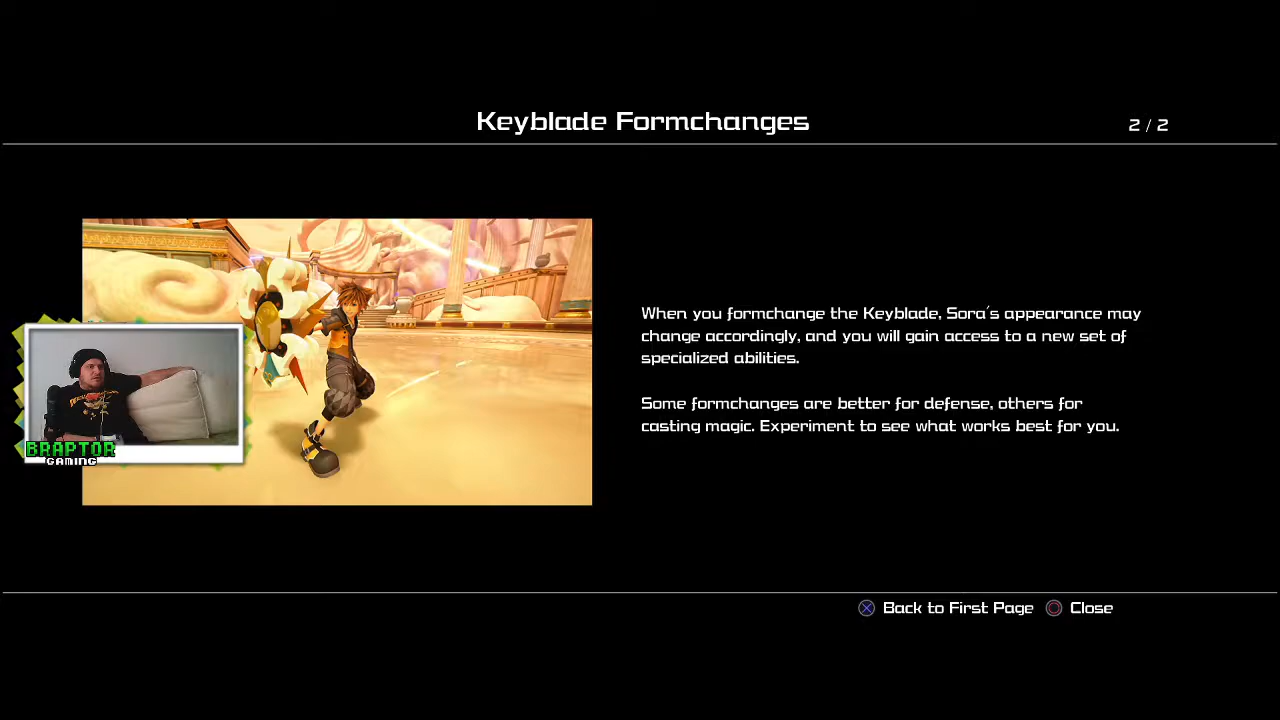 Keyblade Formchanges
2 / 2
When you formchange the Keyblade, Sora's appearance may
change accordingly, and you will gain access to a new set of
specialized abilities.
Some formchanges are better for defense, others for
casting magic. Experiment to see what works best for you.
BRAPTOR
GAMING
Back to First Page
Close